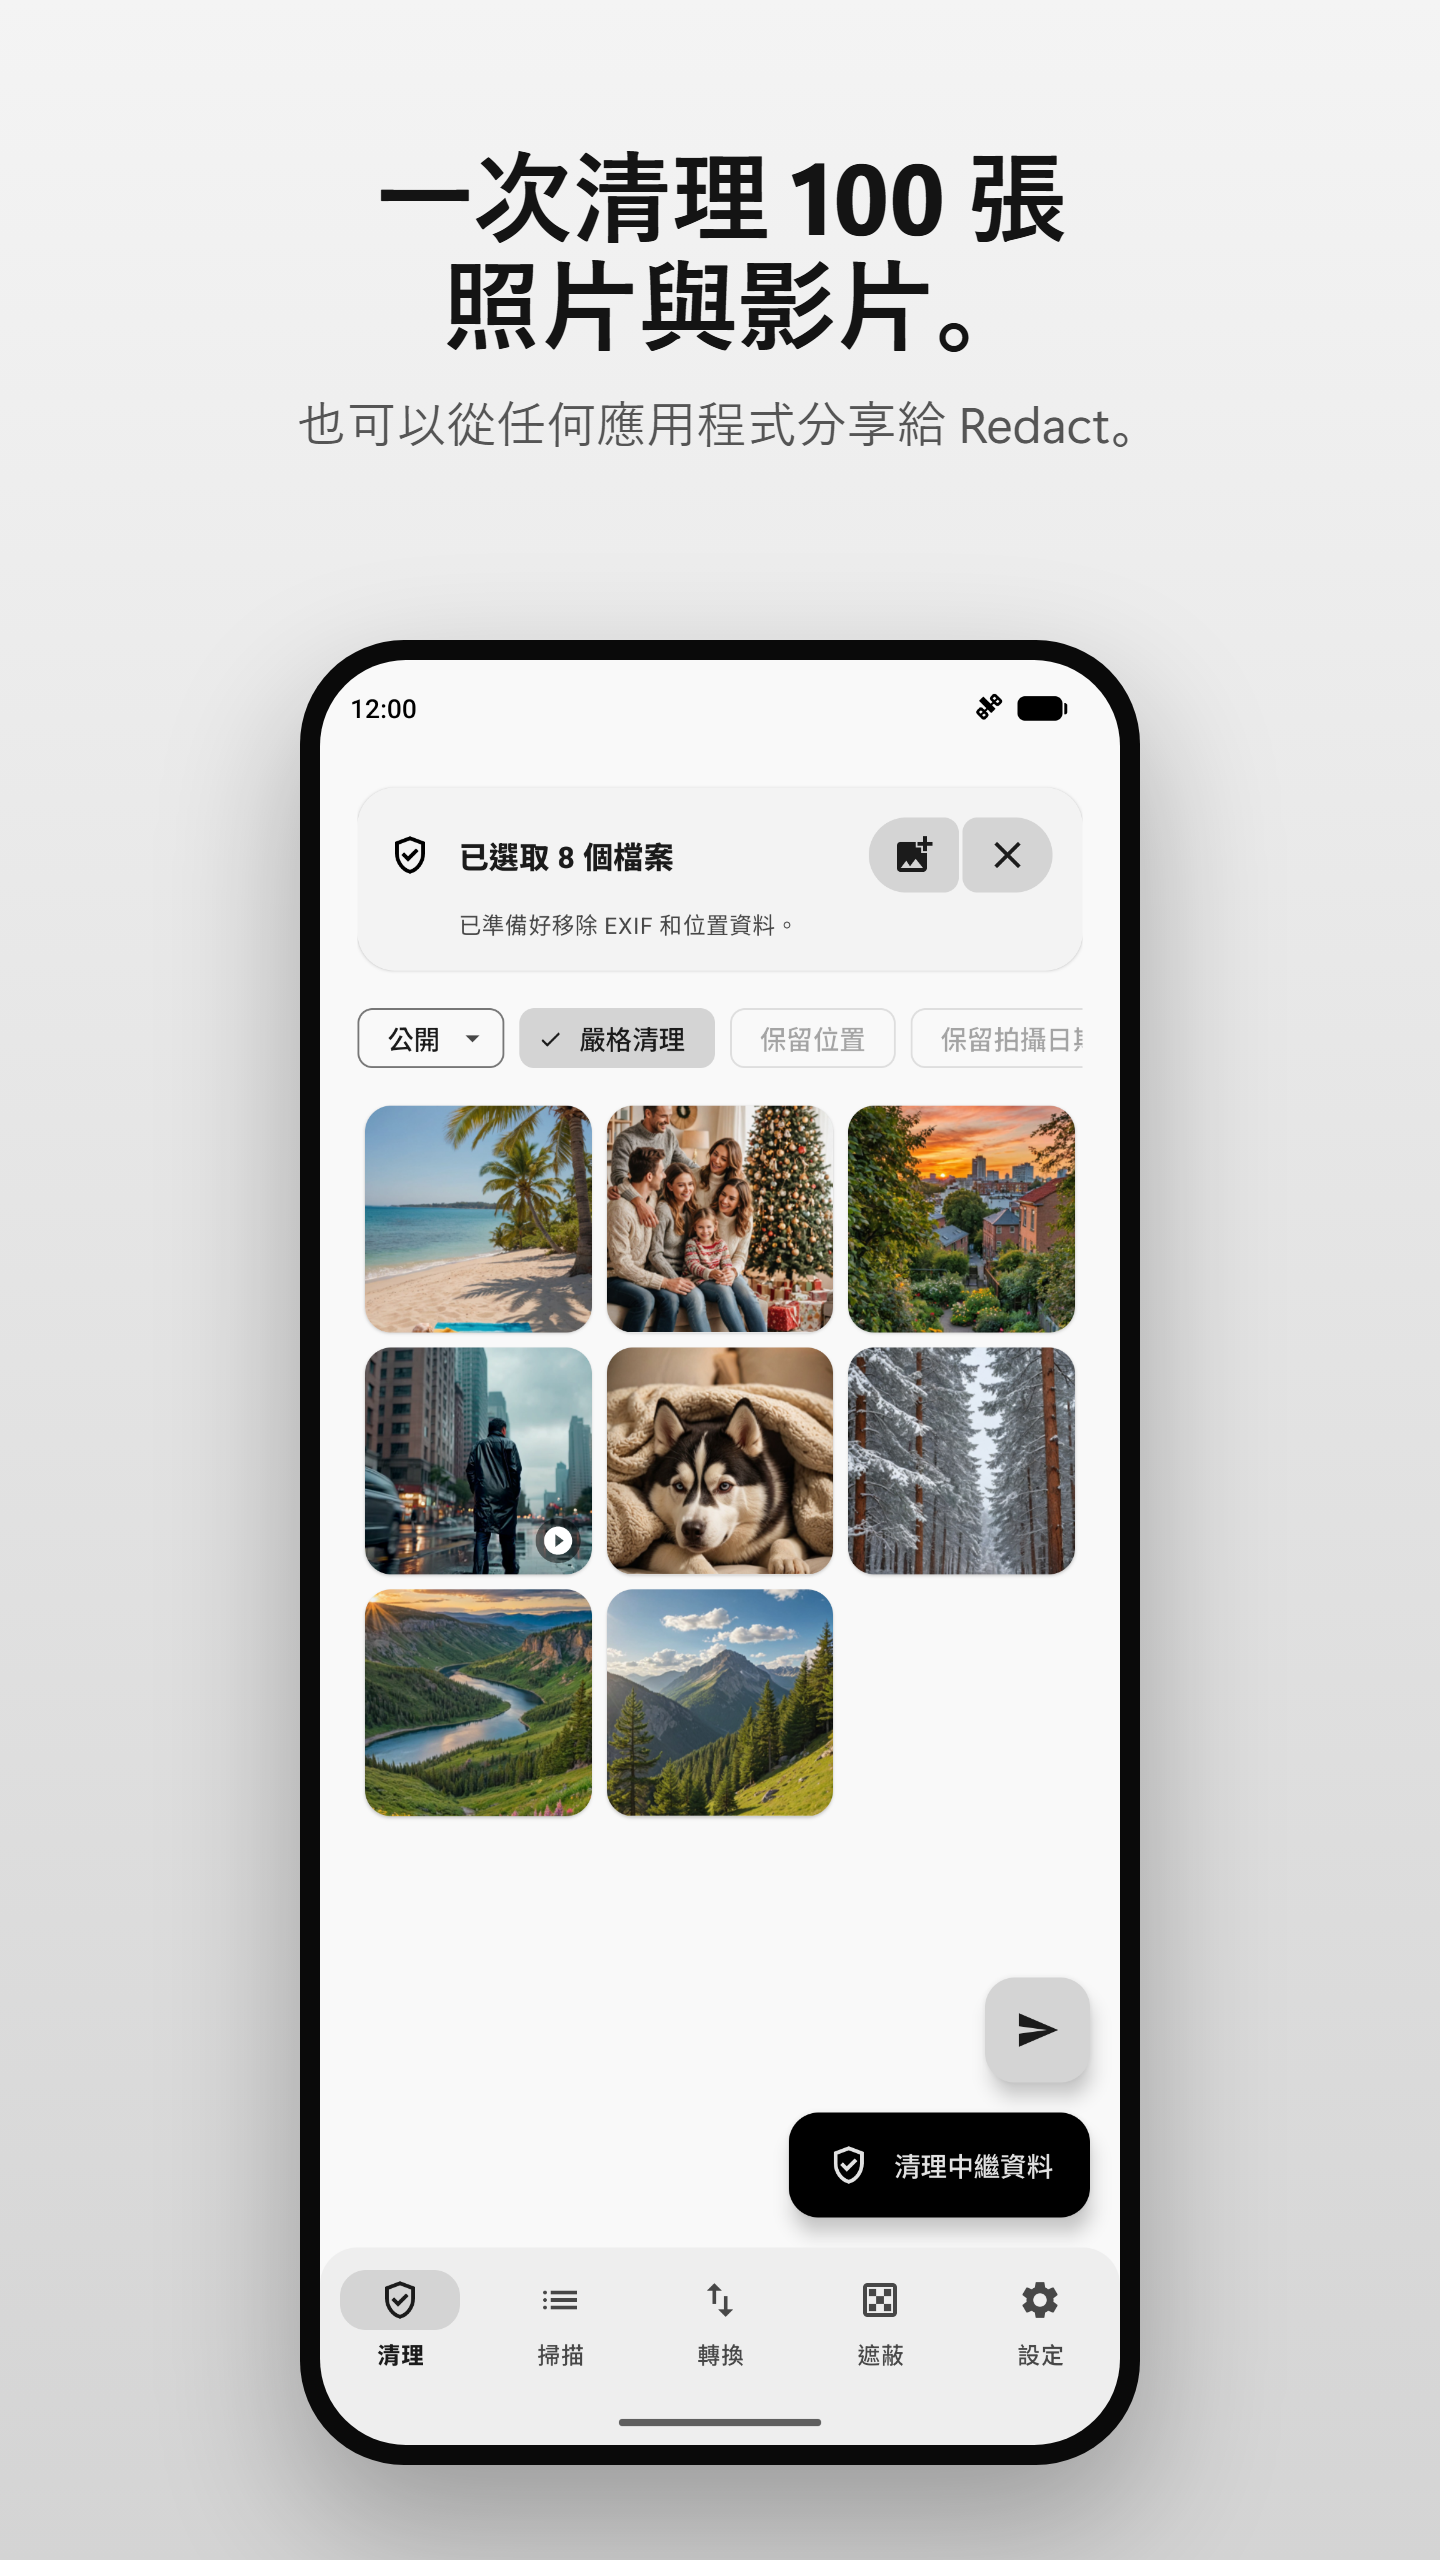 一次清理 100 張
照片與影片。
也可以從任何應用程式分享給 Redact。
12:00
已選取 8 個檔案
已準備好移除 EXIF 和位置資料。
公開
嚴格清理
保留位置
保留拍攝日
清理中繼資料
清理
掃描
轉換
遮蔽
設定